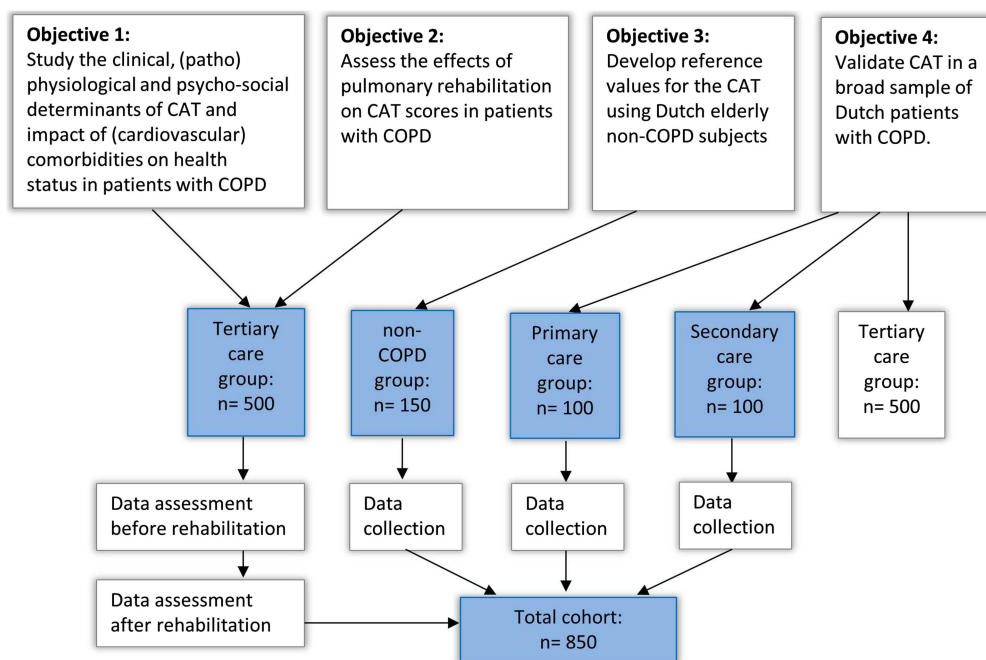 Objective 1:
Study the clinical, (patho)
physiological and psycho-social
determinants of CAT and
impact of (cardiovascular)
comorbidities on health
status in patients with COPD
Objective 2:
Assess the effects of
pulmonary rehabilitation
on CAT scores in patients
with COPD
Objective 3:
Develop reference
values for the CAT
using Dutch elderly
non-COPD subjects
Objective 4:
Validate CAT in a
broad sample of
Dutch patients
with COPD.
Tertiary
care
group:
n= 500
non-
COPD
group:
n= 150
Primary
care
group:
n= 100
Secondary
care
group:
n= 100
Tertiary
care
group:
n= 500
Data assessment
before rehabilitation
Data
collection
Data
collection
Data
collection
Data assessment
after rehabilitation
Total cohort:
n= 850